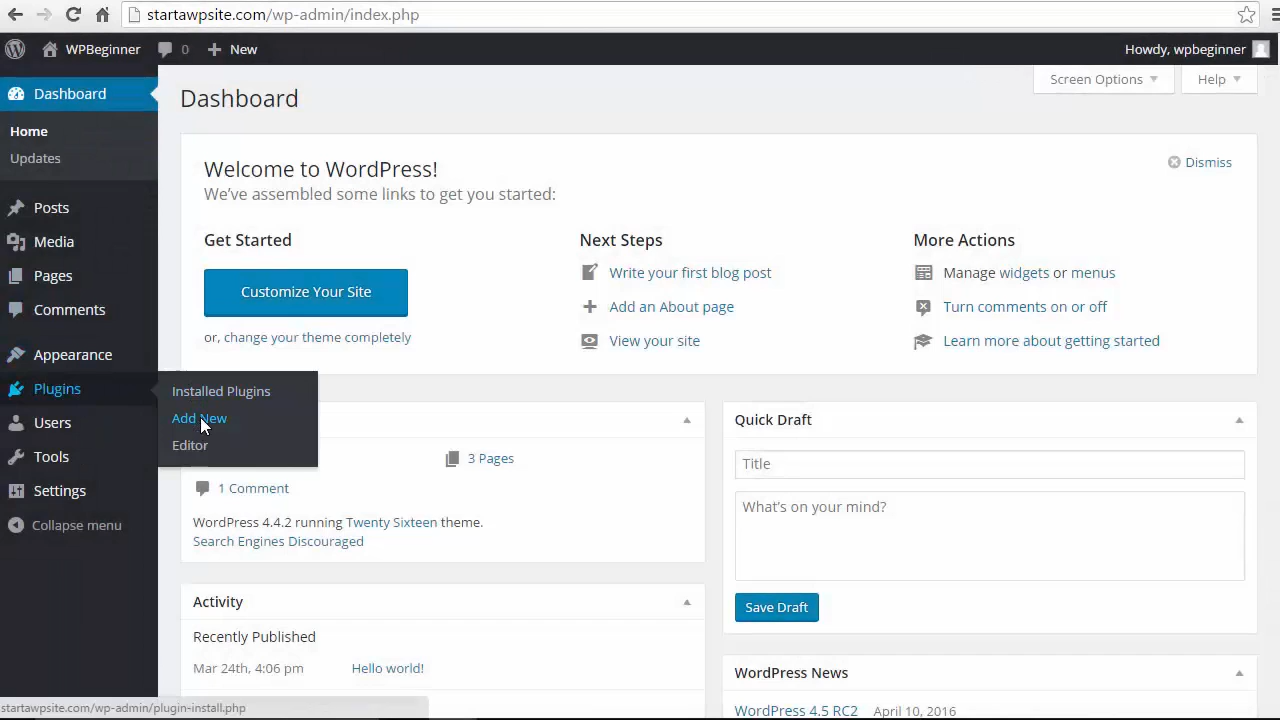 startawpsite.com/wp-admin/index.php
WPBeginner
0
New
Howdy, wpbeginner
Dashboard
Home
Updates
Posts
Media
Pages
Comments
Appearance
Plugins
Users
Tools
Settings
Collapse menu
Installed Plugins
Add New
Editor
Screen Options
Help
Dashboard
Welcome to WordPress!
We've assembled some links to get you started:
Dismiss
Get Started
Customize Your Site
or, change your theme completely
Next Steps
Write your first blog post
Add an About page
View your site
More Actions
Manage widgets or menus
Turn comments on or off
Learn more about getting started
3 Pages
1 Comment
WordPress 4.4.2 running Twenty Sixteen theme.
Search Engines Discouraged
Activity
Recently Published
Mar 24th, 4:06 pm Hello world!
Quick Draft
Title
What's on your mind?
Save Draft
WordPress News
WordPress 4.5 RC2 April 10, 2016
startawpsite.com/wp-admin/plugin-install.php